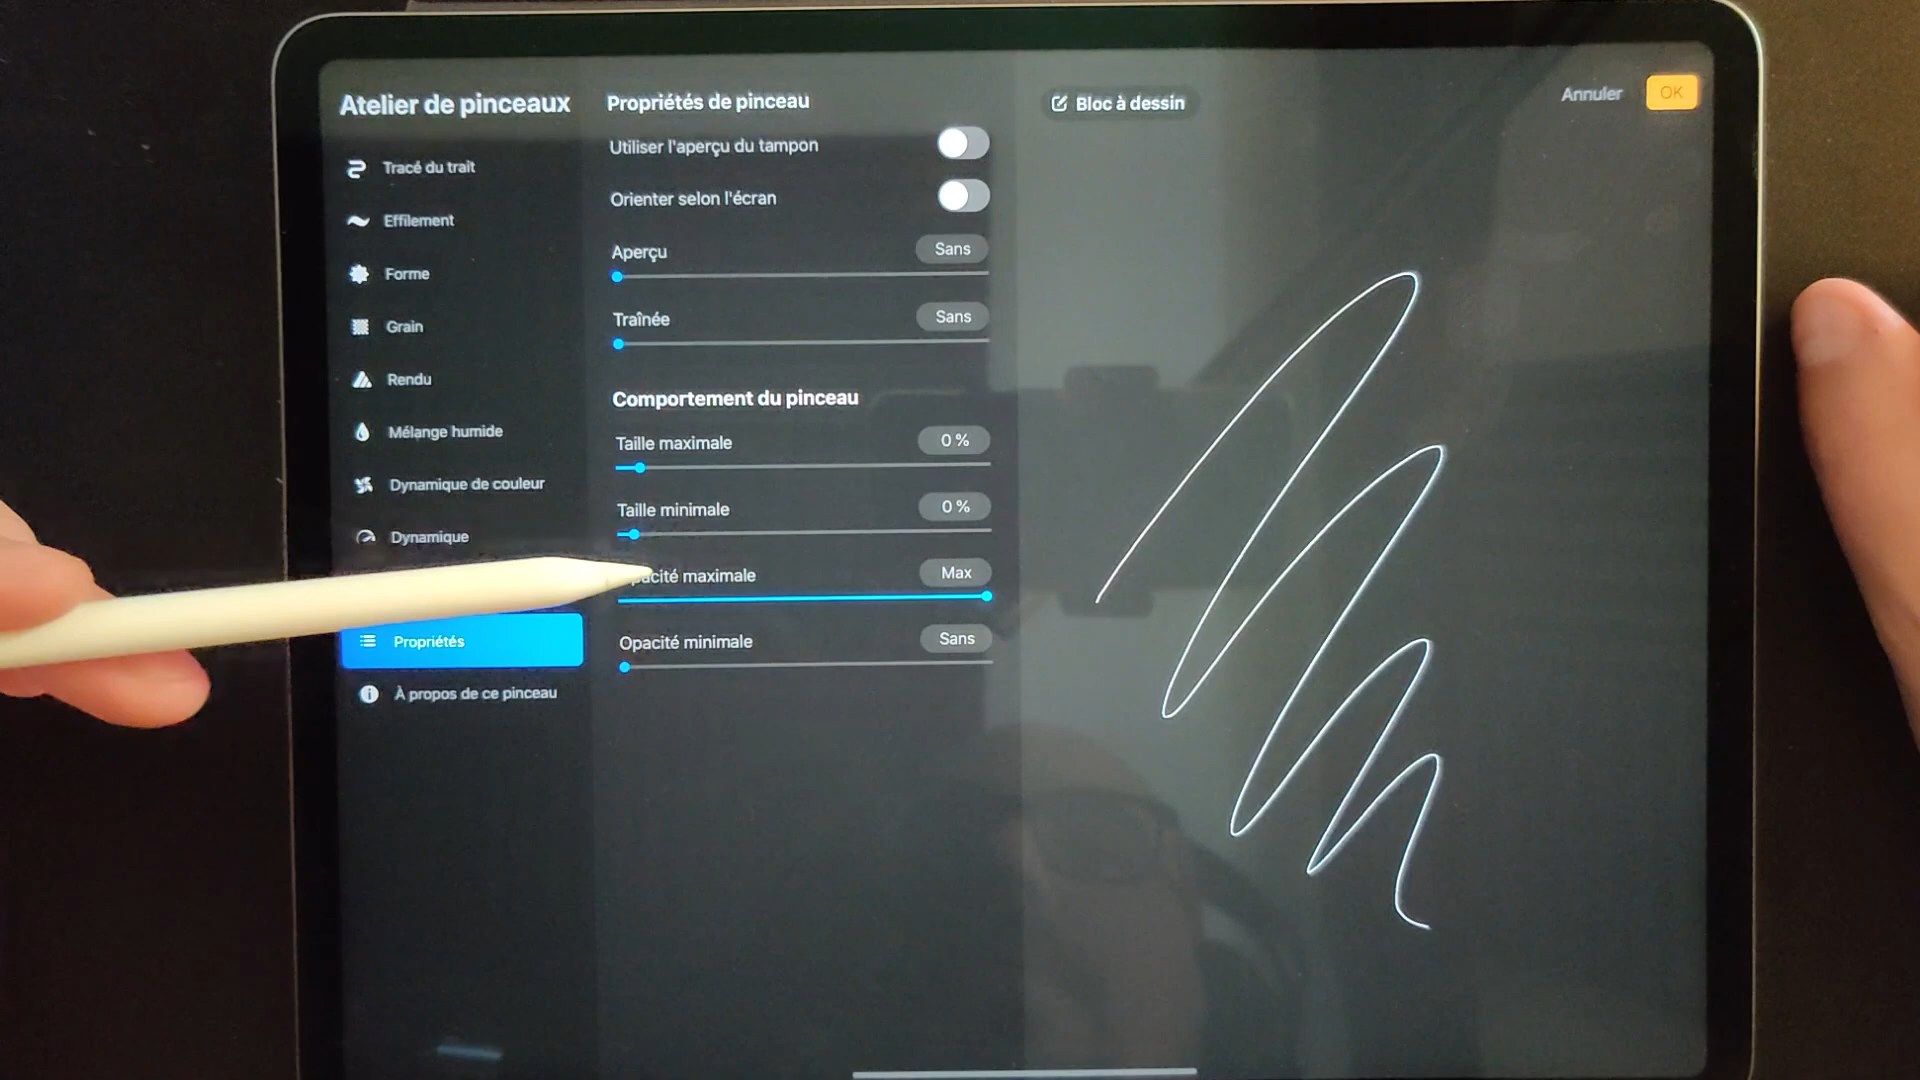 Atelier de pinceaux
Tracé du trait
Effilement
Forme
Grain
Rendu
Mélange humide
Dynamique de couleur
Dynamique
Propriétés
À propos de ce pinceau
Propriétés de pinceau
Utiliser l'aperçu du tampon
Orienter selon l'écran
Aperçu Sans
Traînée Sans
Comportement du pinceau
Taille maximale 0 %
Taille minimale 0 %
maximale Max
Opacité minimale Sans
Bloc à dessin
Annuler OK